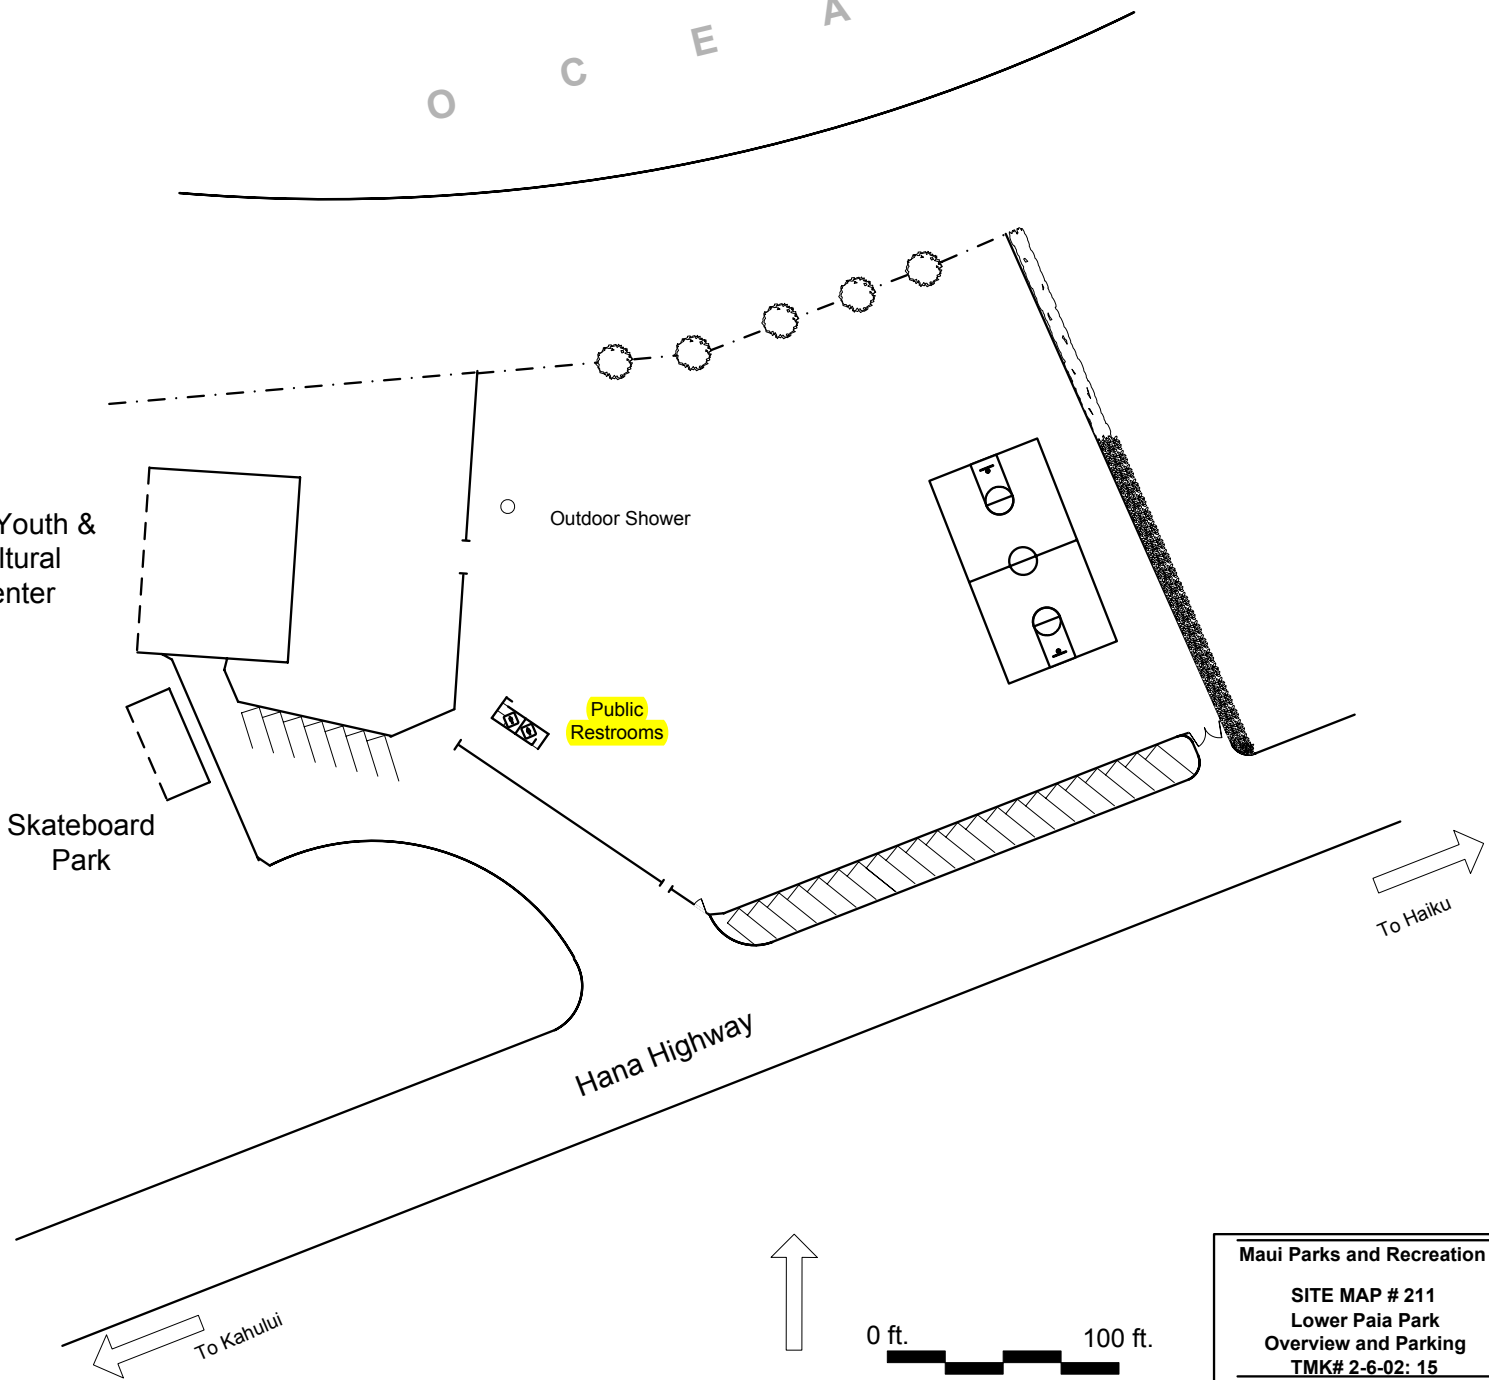 O C E A
Outdoor Shower
Youth &
ltural
enter
Public
Restrooms
Skateboard
Park
To Haiku
Hana Highway
To Kahului
0 ft. 100 ft.
Maui Parks and Recreation
SITE MAP # 211
Lower Paia Park
Overview and Parking
TMK# 2-6-02: 15